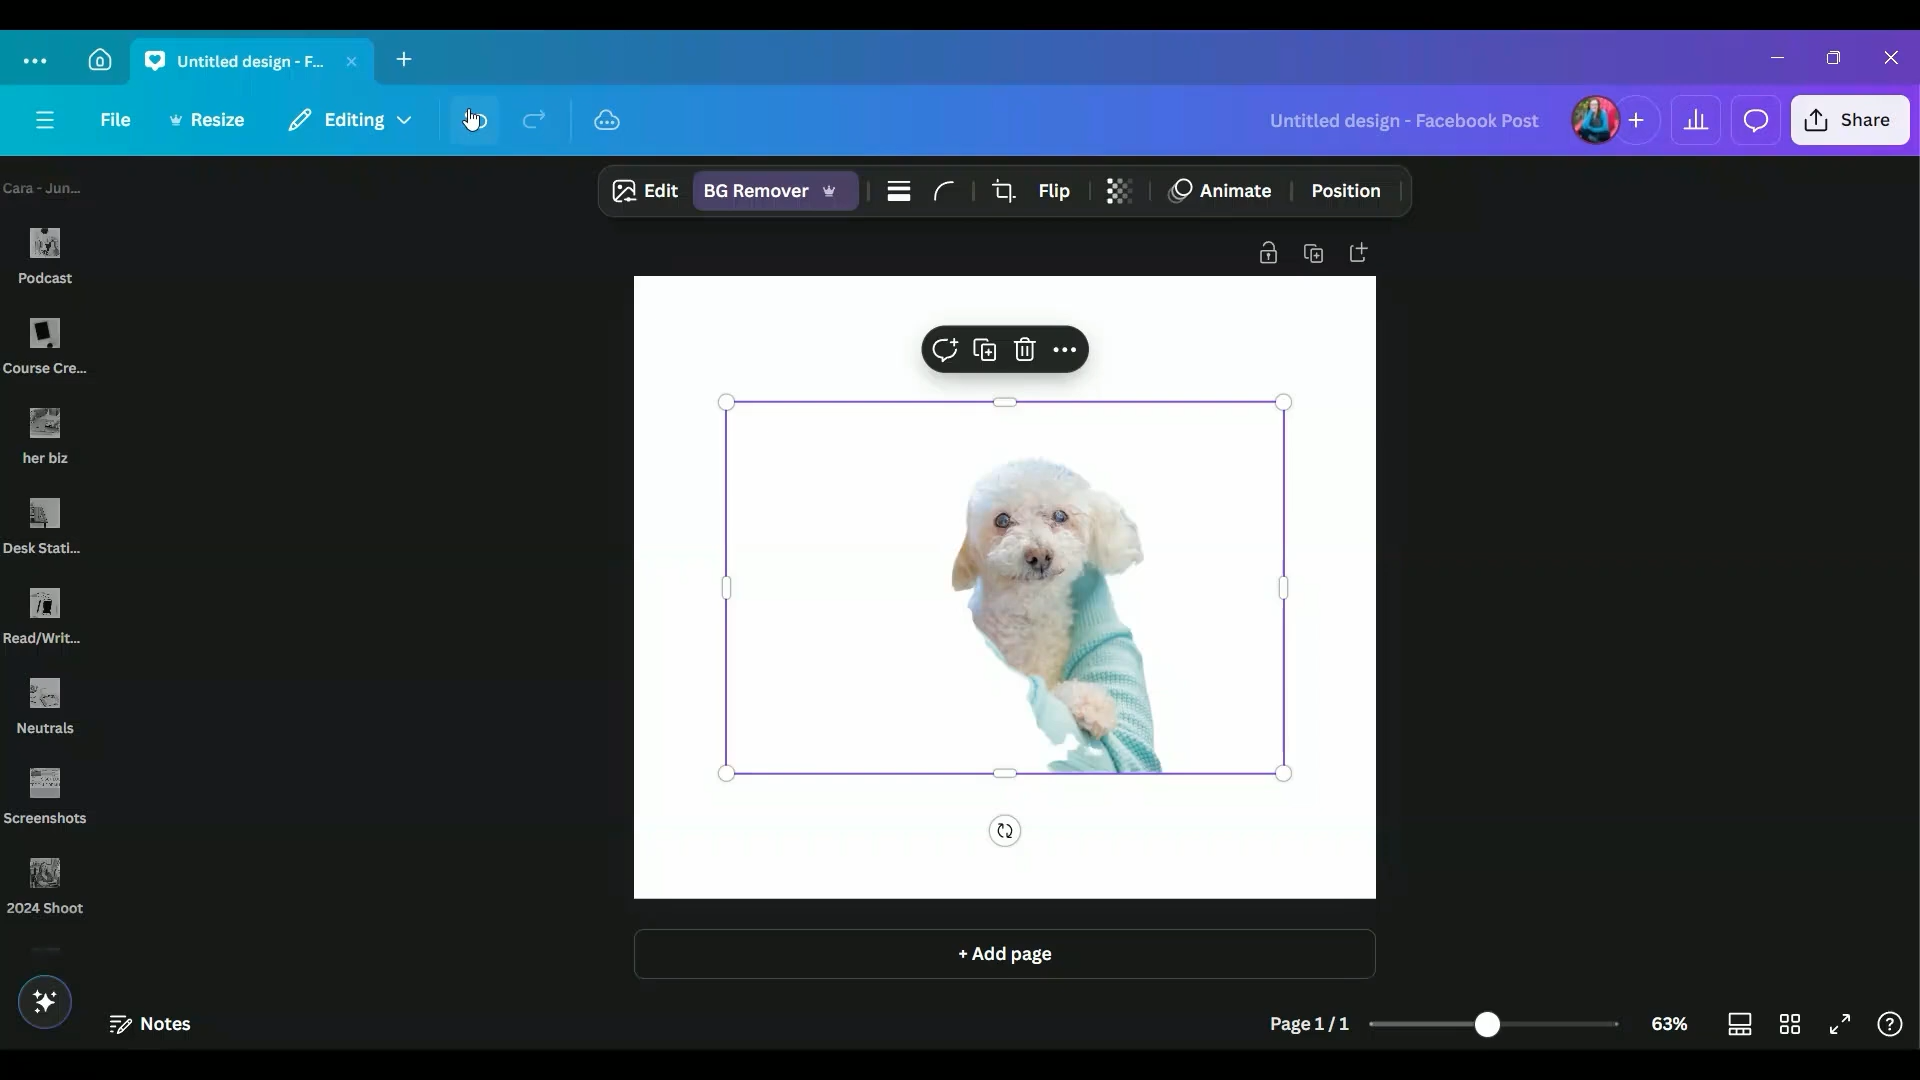 Untitled design - F...
File
Resize
Editing
Untitled design - Facebook Post
Share
Cara - Jun...
Edit
BG Remover
Flip
Animate
Position
Podcast
Course Cre...
her biz
Desk Stati...
Read/Writ...
Neutrals
Screenshots
2024 Shoot
+ Add page
Notes
Page 1 / 1
63%